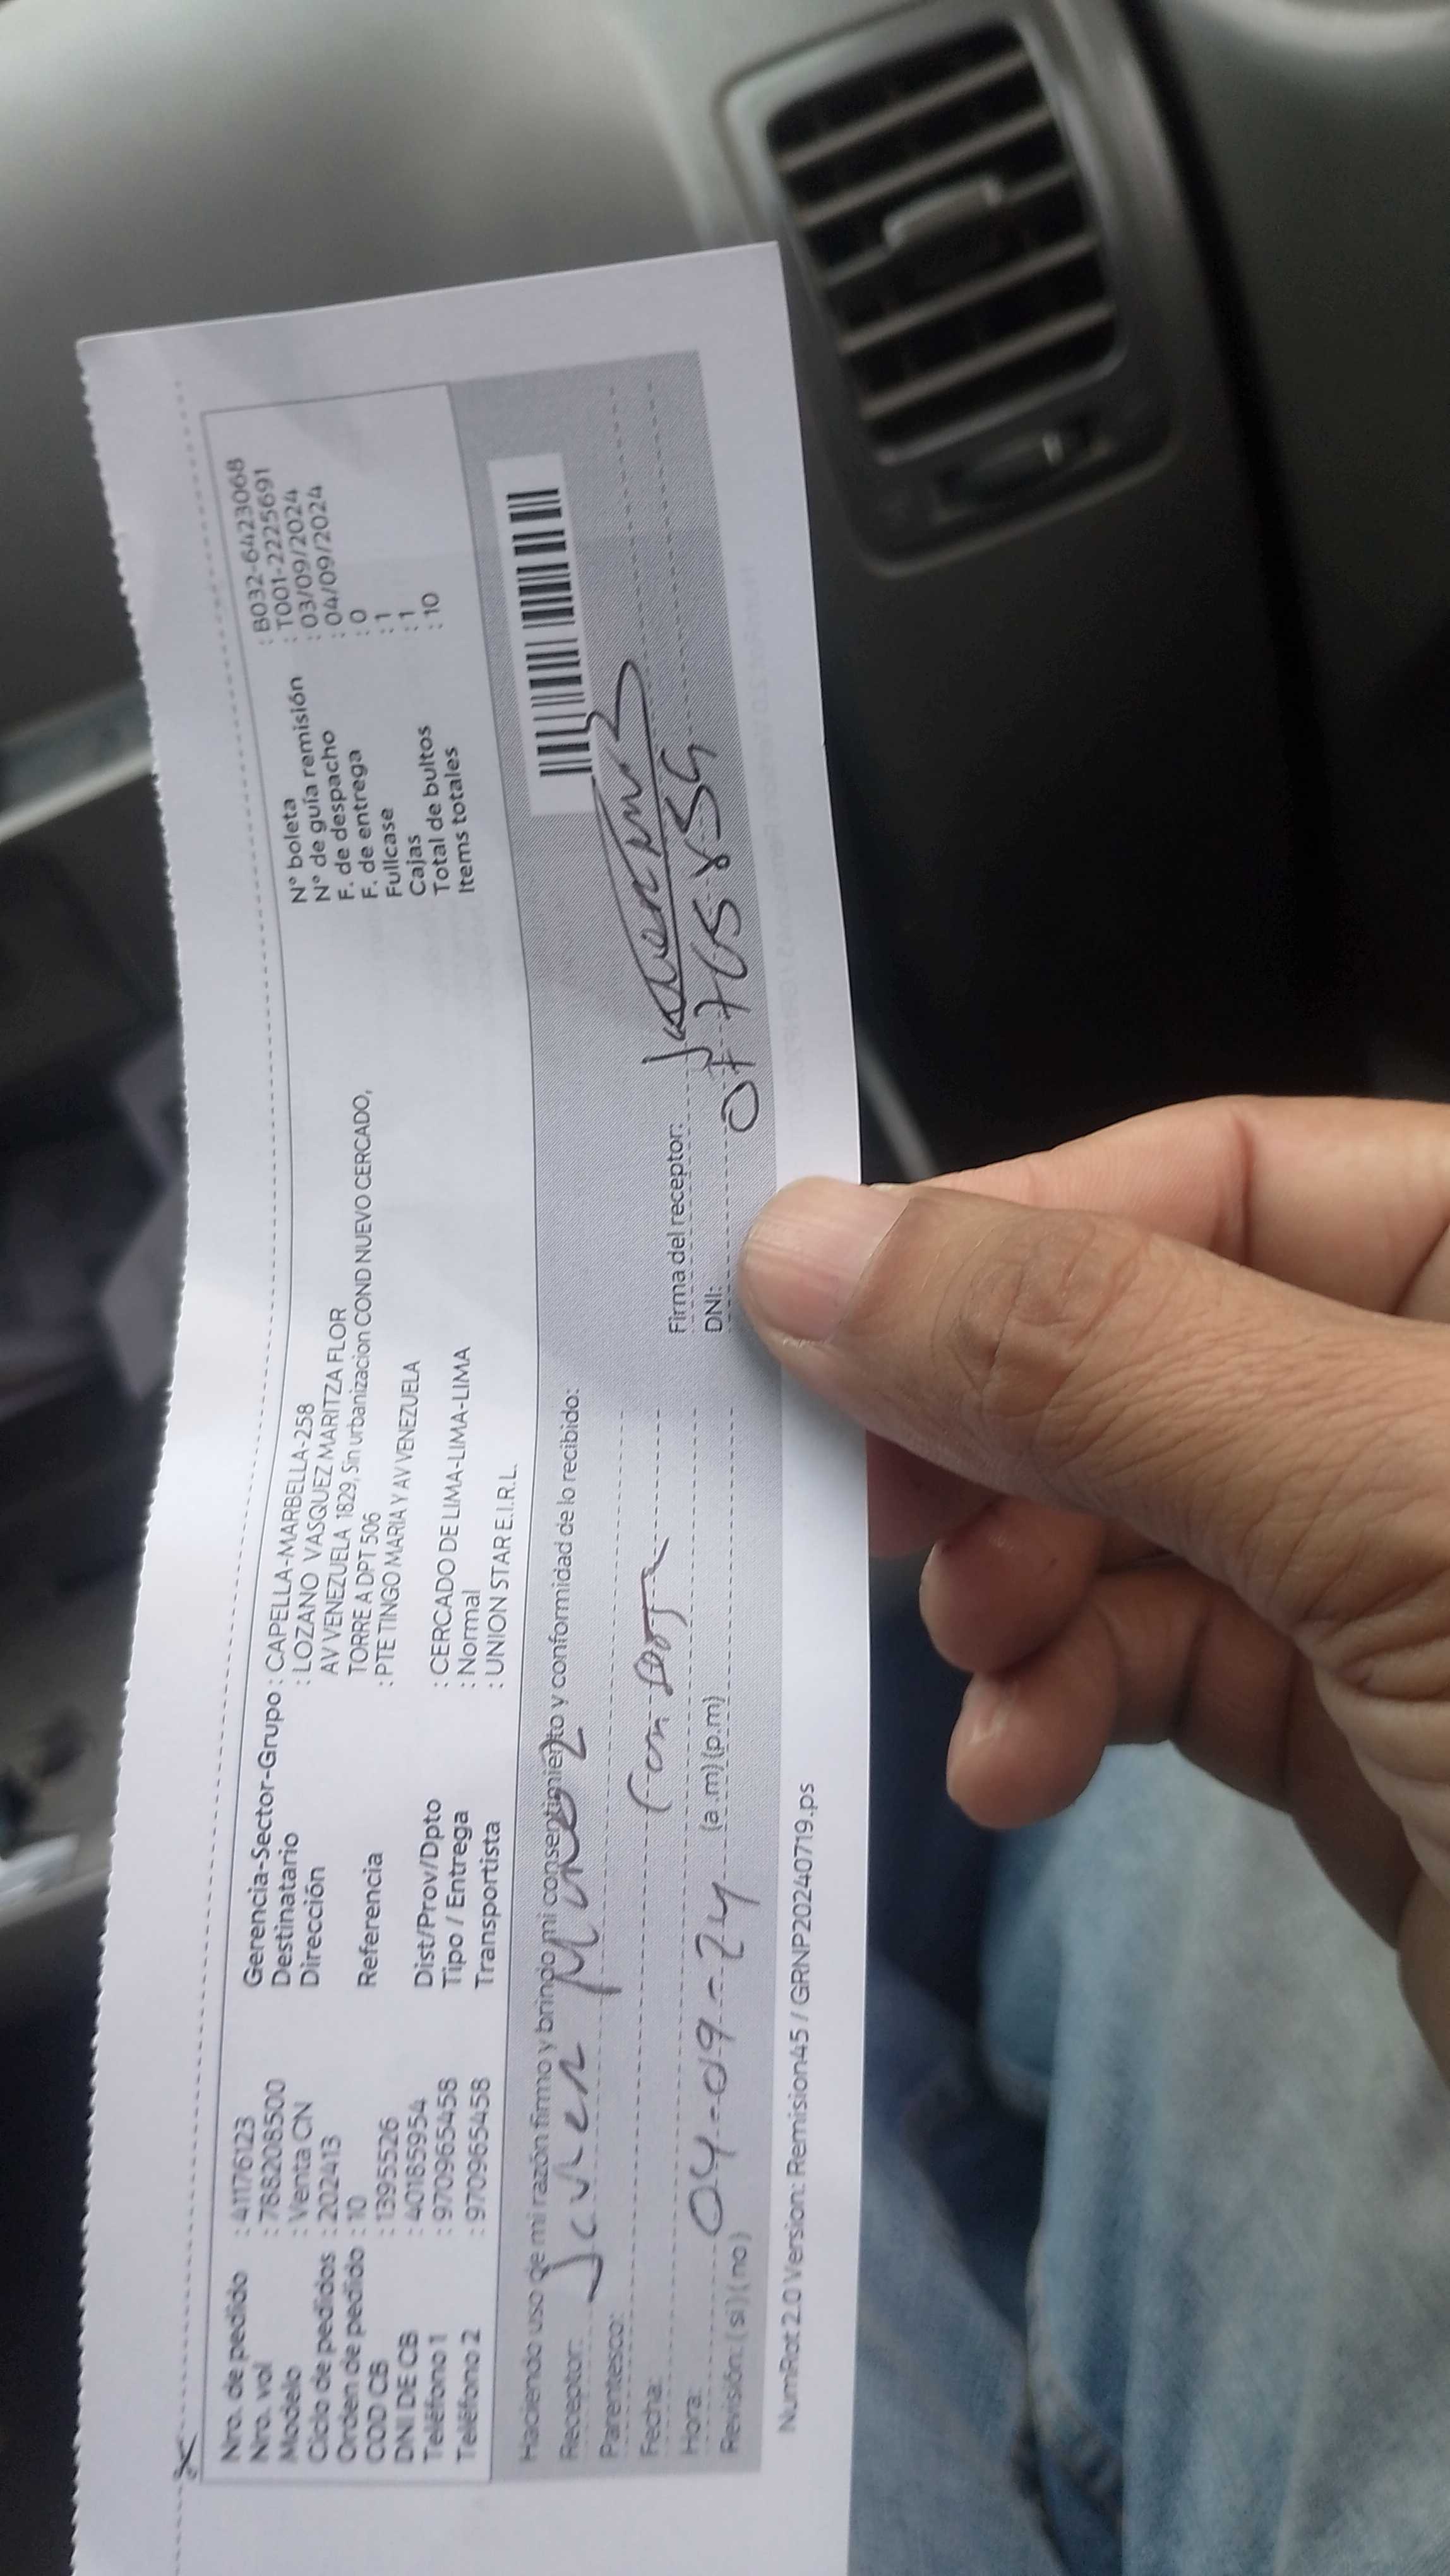 Nro. de pedido : 41176123
Nro. vol : 7882085​00
Modelo : Venta CN
Ciclo de pedidos : 202413
Orden de pedido : 10
COD CB : 1395526
DNI DE CB : 40185954
Teléfono 1 : 970965458
Teléfono 2 : 970965458
Gerencia-Sector-Grupo : CAPELLA-MARBELLA-258
Destinatario : LOZANO VASQUEZ MARITZA FLOR
Dirección AV VENEZUELA 1829, Sin urbanizacion COND NUEVO CERCADO,
TORRE A DPT 506
Referencia : PTE TINGO MARIA Y AV VENEZUELA
Dist/Prov/Dpto : CERCADO DE LIMA-LIMA-LIMA
Tipo / Entrega : Normal
Transportista : UNION STAR E.I.R.L.
N° boleta : B032-6423068
N° de guía remisión : T001-2225691
F. de despacho : 03/09/2024
F. de entrega : 04/09/2024
Fullcase : 0
Cajas : 1
Total de bultos : 1
Items totales : 10
Haciendo uso de mi razón firmo y brindo mi consentimiento y conformidad de lo recibido:
Receptor: Javier
Parentesco:
Fecha:
Hora: 04-09-24 (a.m) (p.m)
Revisión: ( si ) ( no )
Firma del receptor:
DNI:
NumRot 2.0 Version: Remision45 / GRNP20240719.ps